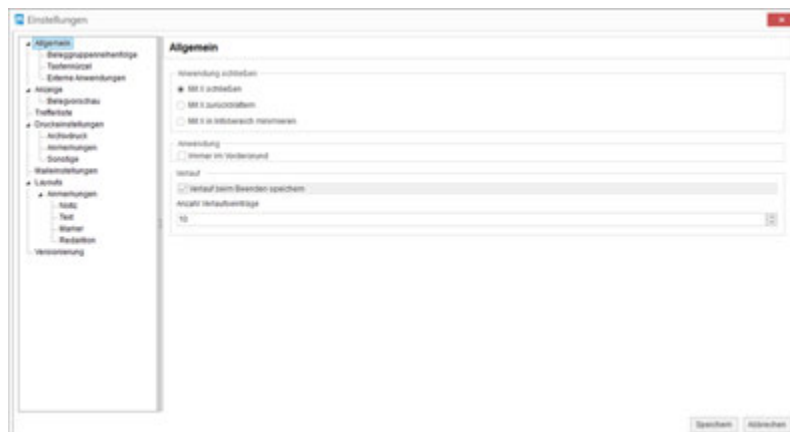 Einstellungen
Allgemein
Beleggruppenreihenfolge
Tastenkürzel
Externe Anwendungen
Anzeige
Belegvorschau
Trefferliste
Druckeinstellungen
Archivdruck
Anmerkungen
Sonstige
Maileinstellungen
Layouts
Anmerkungen
Notiz
Text
Marker
Redaktion
Versionierung
Allgemein
Anwendung schließen
Mit X schließen
Mit X zurückblättern
Mit X in Infobereich minimieren
Anwendung
Immer im Vordergrund
Verlauf
Verlauf beim Beenden speichern
Anzahl Verlaufseinträge
10
Speichern Abbrechen